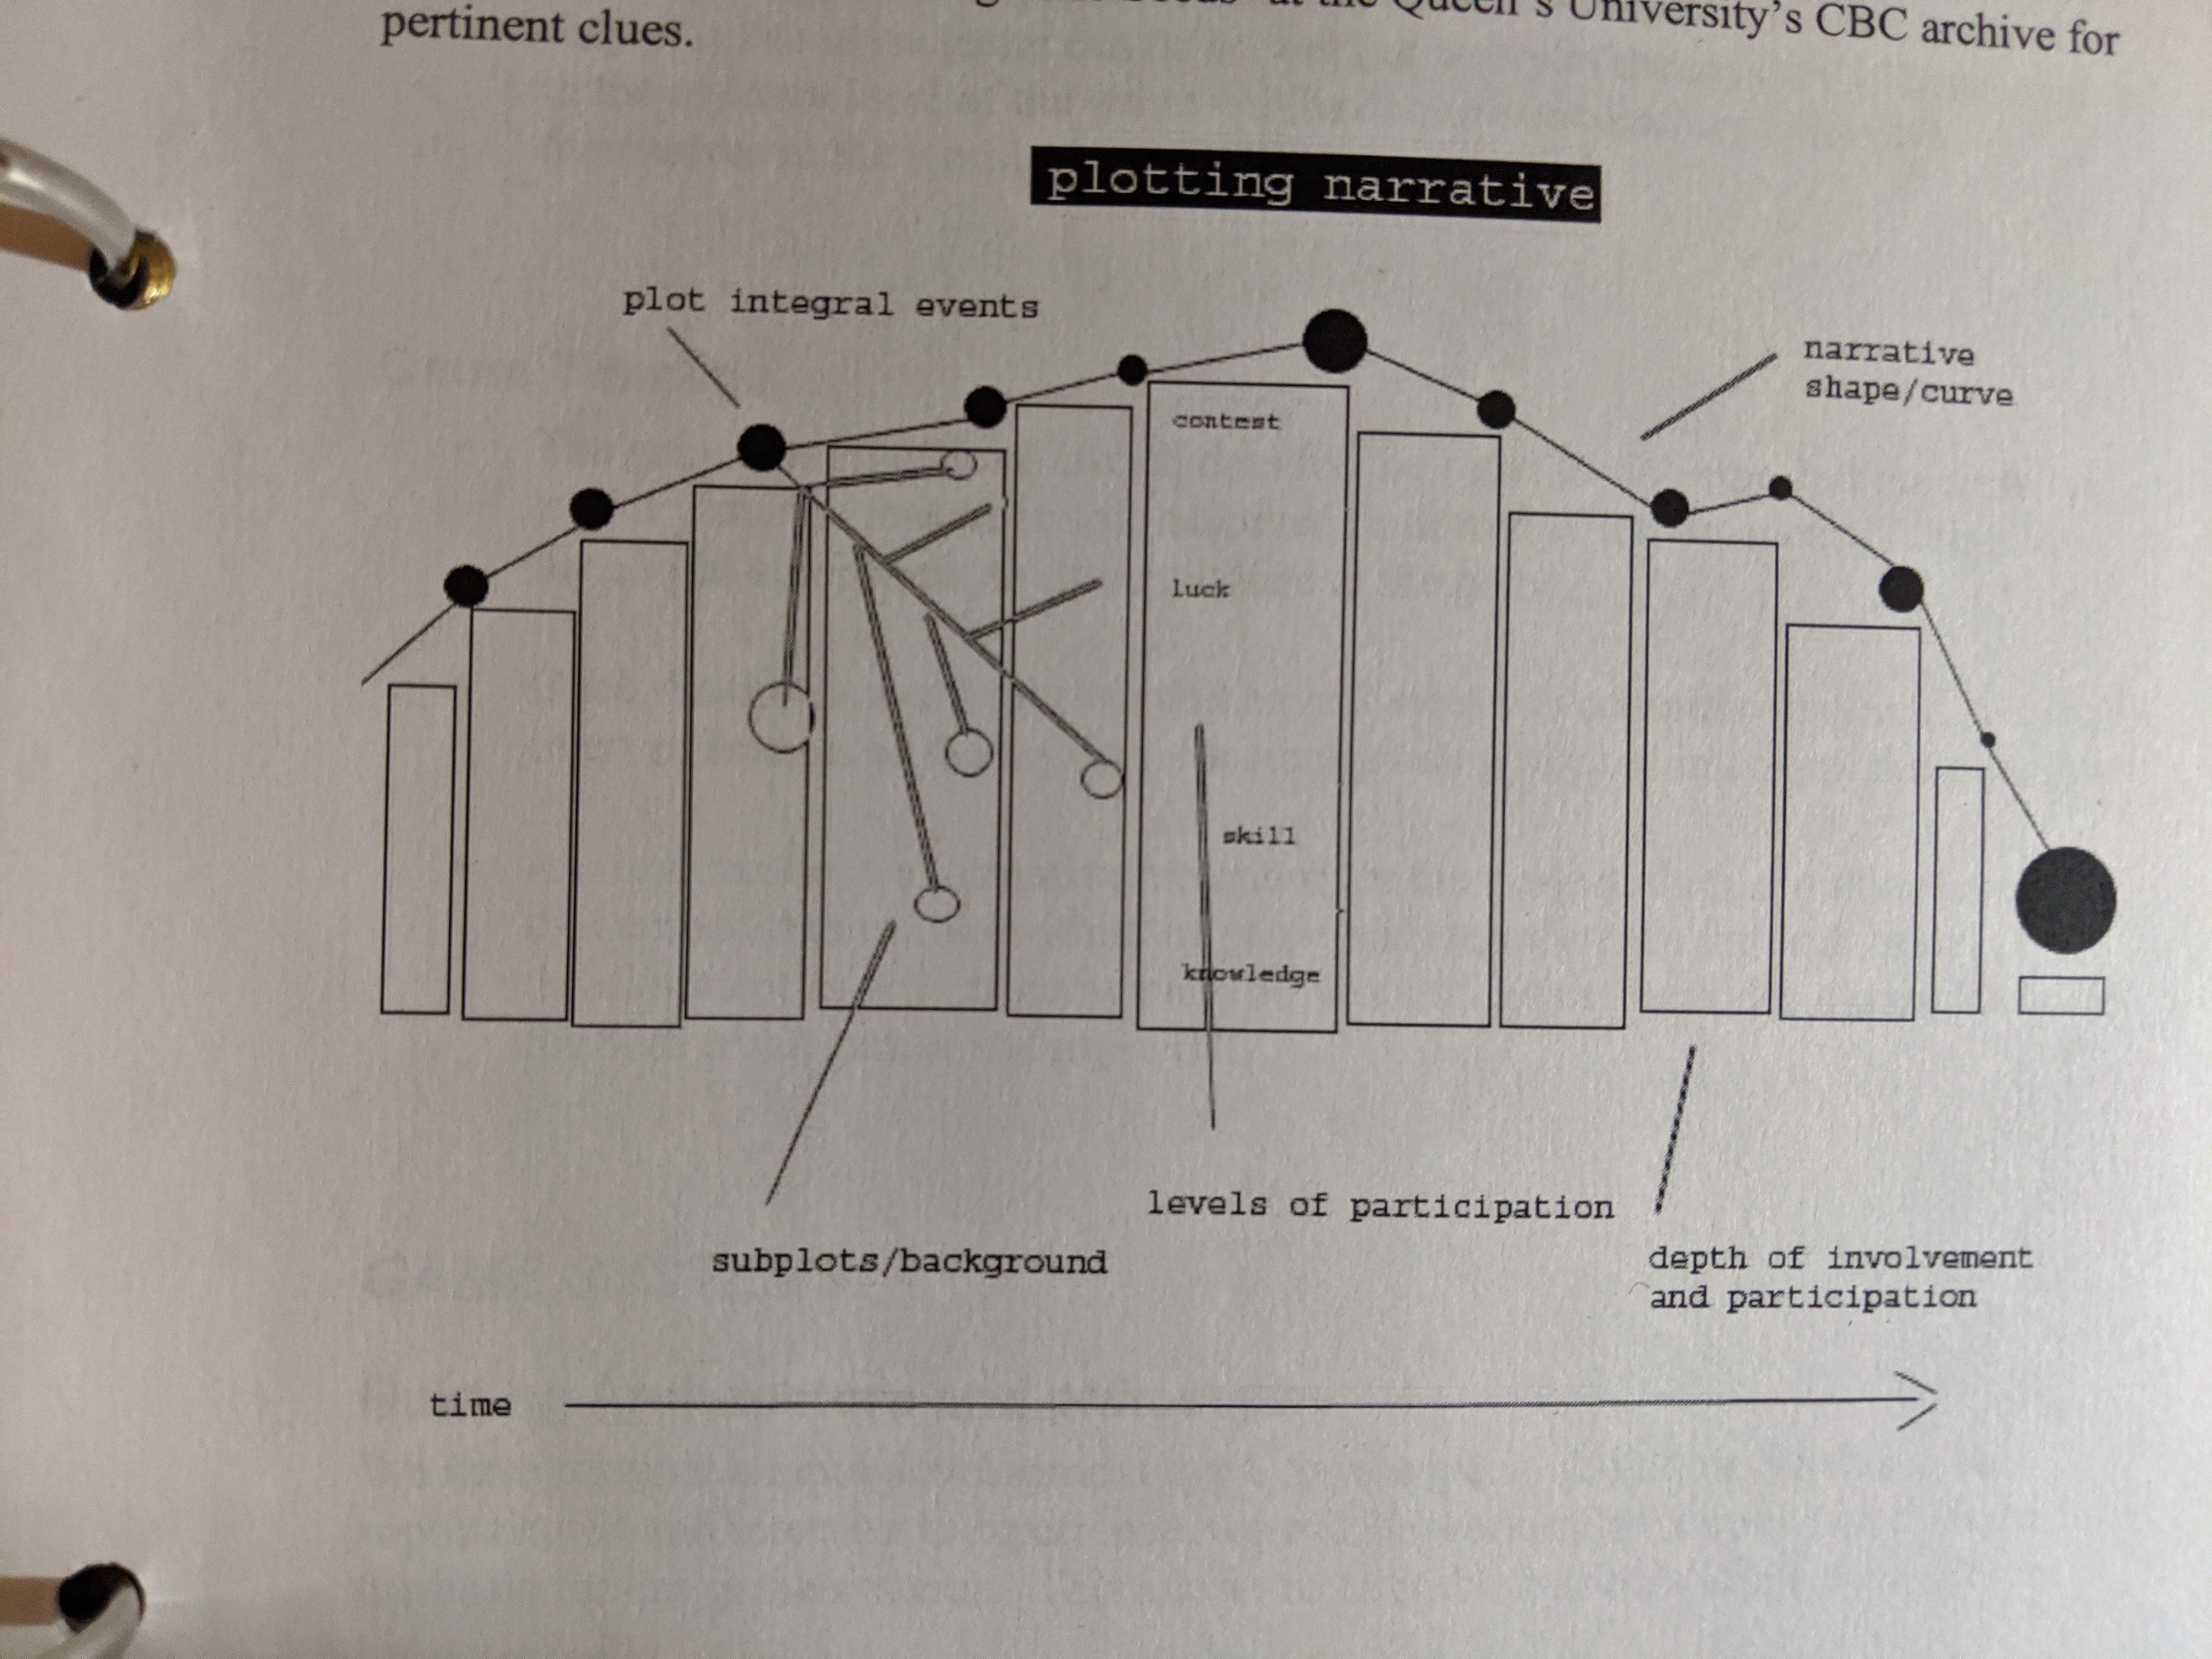 at the Queen's University's CBC archive for
pertinent clues.
plotting narrative
plot integral events
narrative
shape/curve
contest
luck
skill
knowledge
levels of participation
subplots/background
depth of involvement
and participation
time